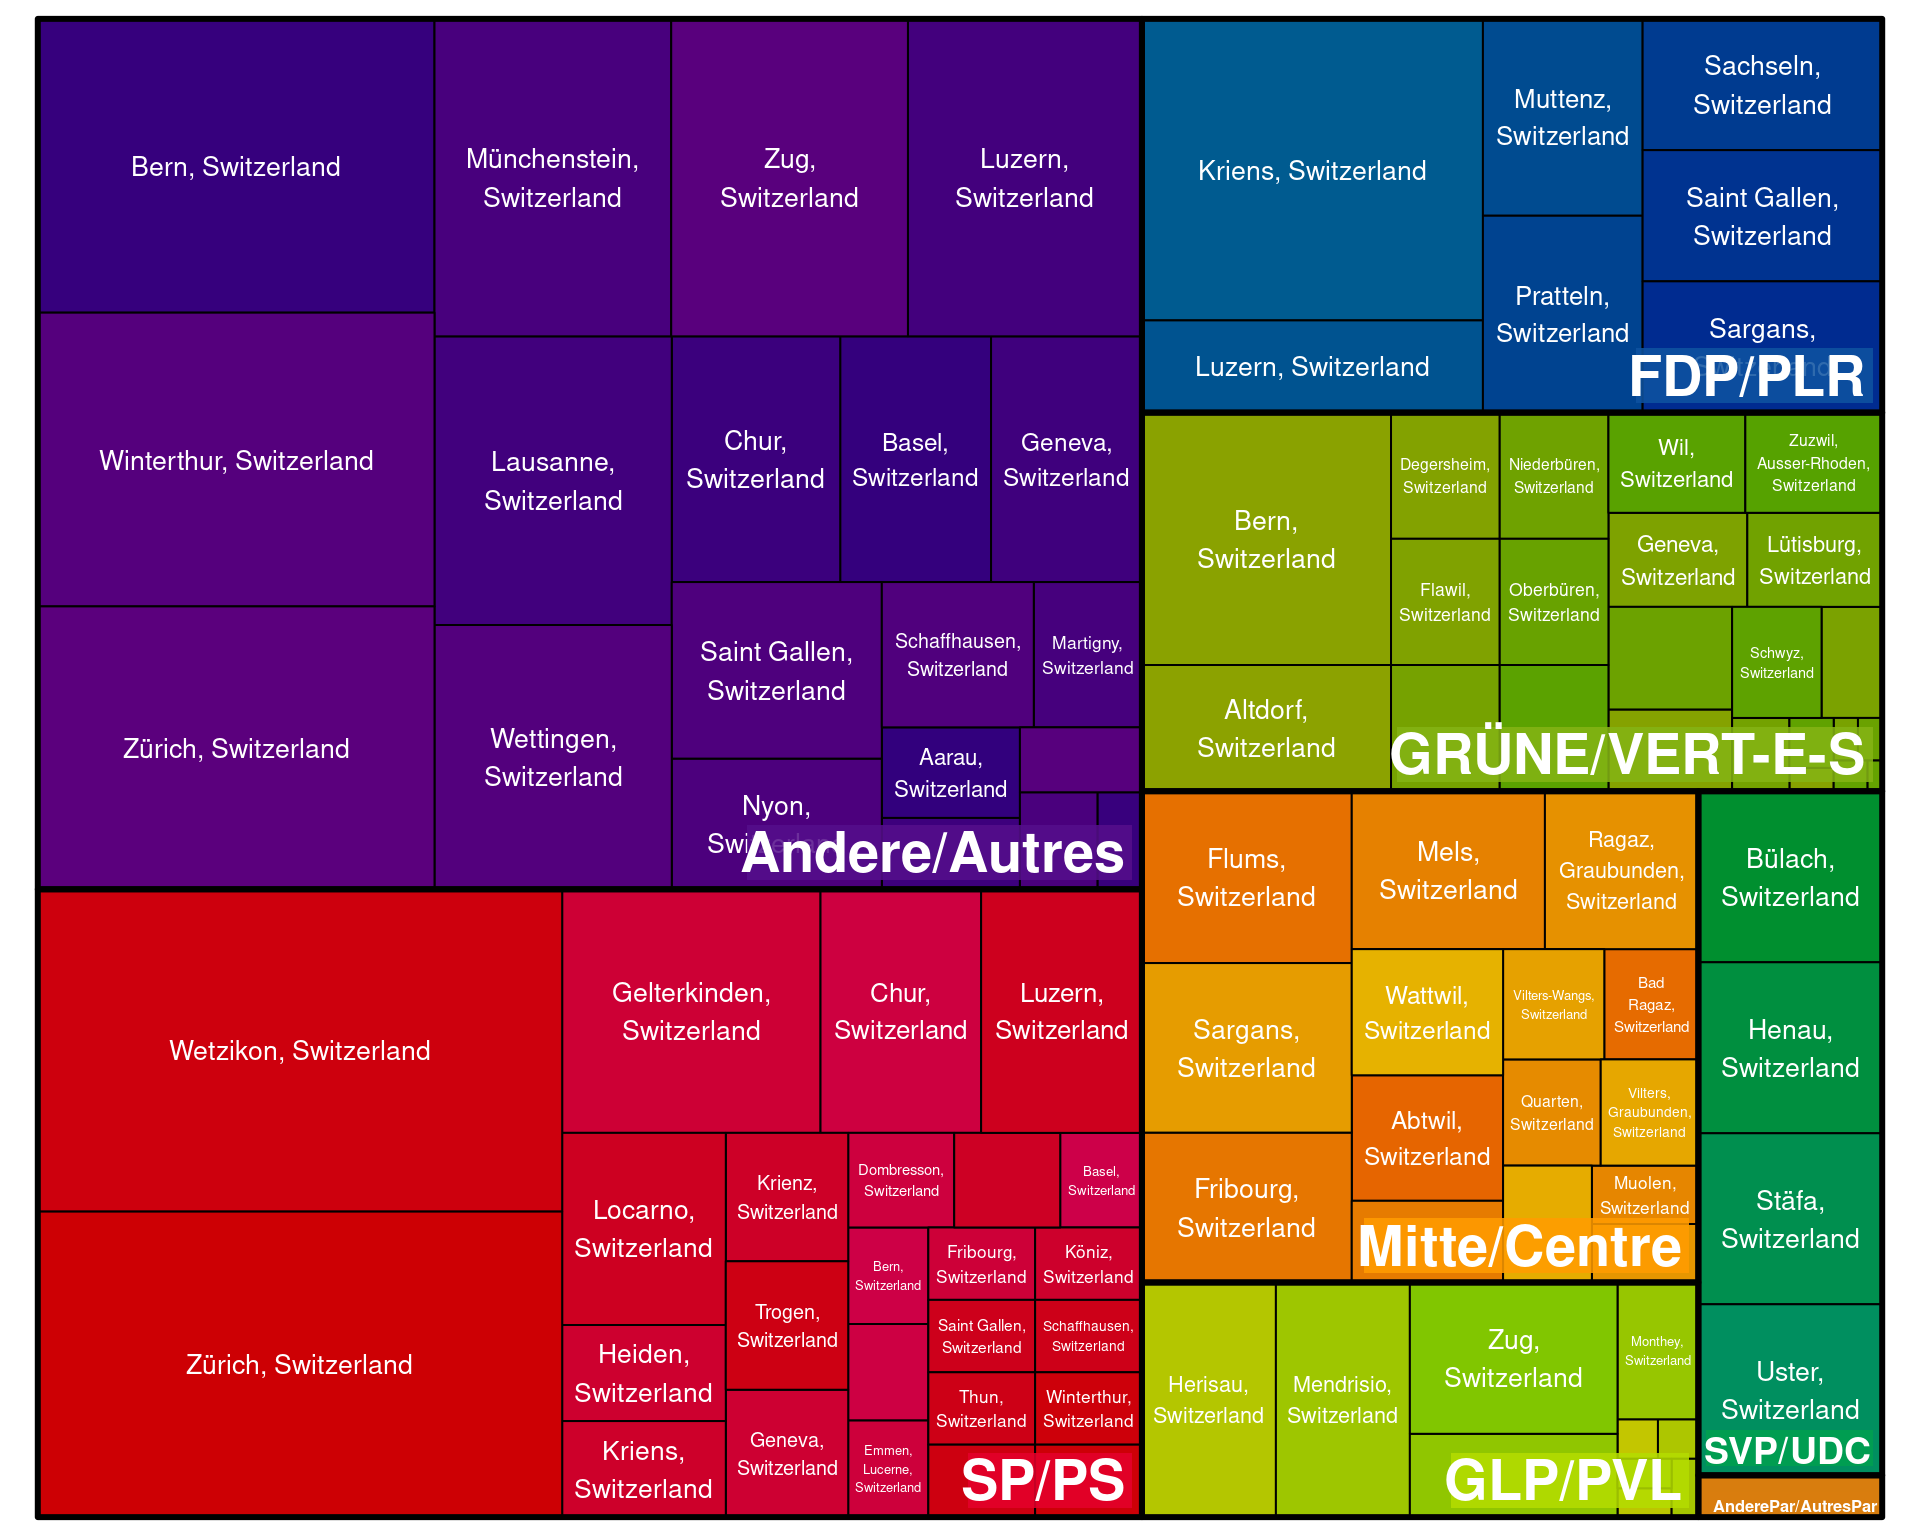 Bern, Switzerland
Winterthur, Switzerland
Zürich, Switzerland
Münchenstein,
Switzerland
Zug,
Switzerland
Luzern,
Switzerland
Lausanne,
Switzerland
Wettingen,
Switzerland
Chur,
Switzerland
Basel,
Switzerland
Geneva,
Switzerland
Saint Gallen,
Switzerland
Schaffhausen,
Switzerland
Martigny,
Switzerland
Aarau,
Switzerland
Nyon,
Switzerland
Andere/Autres
Kriens, Switzerland
Luzern, Switzerland
Muttenz,
Switzerland
Pratteln,
Switzerland
Sachseln,
Switzerland
Saint Gallen,
Switzerland
Sargans,
Switzerland
FDP/PLR
Bern,
Switzerland
Altdorf,
Switzerland
Degersheim,
Switzerland
Niederbüren,
Switzerland
Flawil,
Switzerland
Oberbüren,
Switzerland
Wil,
Switzerland
Zuzwil,
Ausser-Rhoden,
Switzerland
Geneva,
Switzerland
Lütisburg,
Switzerland
Schwyz,
Switzerland
GRÜNE/VERT-E-S
Wetzikon, Switzerland
Zürich, Switzerland
Gelterkinden,
Switzerland
Chur,
Switzerland
Luzern,
Switzerland
Locarno,
Switzerland
Heiden,
Switzerland
Kriens,
Switzerland
Krienz,
Switzerland
Trogen,
Switzerland
Geneva,
Switzerland
Dombresson,
Switzerland
Basel,
Switzerland
Bern,
Switzerland
Fribourg,
Switzerland
Köniz,
Switzerland
Saint Gallen,
Switzerland
Schaffhausen,
Switzerland
Thun,
Switzerland
Winterthur,
Switzerland
Emmen,
Lucerne,
Switzerland
SP/PS
Flums,
Switzerland
Sargans,
Switzerland
Fribourg,
Switzerland
Mels,
Switzerland
Ragaz,
Graubunden,
Switzerland
Wattwil,
Switzerland
Abtwil,
Switzerland
Vilters-Wangs,
Switzerland
Bad
Ragaz,
Switzerland
Quarten,
Switzerland
Vilters,
Graubunden,
Switzerland
Muolen,
Switzerland
Mitte/Centre
Herisau,
Switzerland
Mendrisio,
Switzerland
Zug,
Switzerland
Monthey,
Switzerland
GLP/PVL
Bülach,
Switzerland
Henau,
Switzerland
Stäfa,
Switzerland
Uster,
Switzerland
SVP/UDC
AnderePar/AutresPar